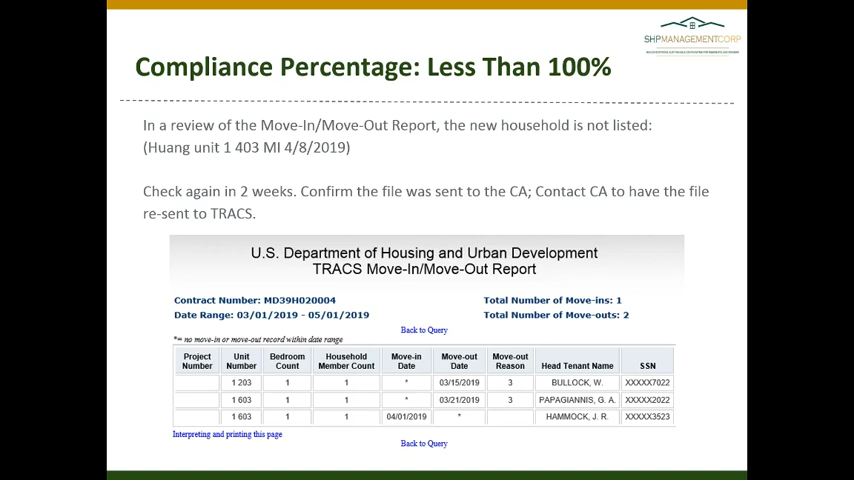 SHPMANAGEMENTCORP
Compliance Percentage: Less Than 100%
In a review of the Move-In/Move-Out Report, the new household is not listed:
(Huang unit 1 403 MI 4/8/2019)
Check again in 2 weeks. Confirm the file was sent to the CA; Contact CA to have the file
re-sent to TRACS.
U.S. Department of Housing and Urban Development
TRACS Move-In/Move-Out Report
Contract Number: MD39H020004 Total Number of Move-ins: 1
Date Range: 03/01/2019 - 05/01/2019 Total Number of Move-outs: 2
Back to Query
*= no move-in or move-out record within date range
Project Number Unit Number Bedroom Count Household Member Count Move-in Date Move-out Date Move-out Reason Head Tenant Name SSN
1 203 1 1 * 03/15/2019 3 BULLOCK, W. XXXXX7022
1 603 1 1 * 03/21/2019 3 PAPAGIANNIS, G. A. XXXXX2022
1 603 1 1 04/01/2019 * HAMMOCK, J. R. XXXXX3523
Interpreting and printing this page
Back to Query